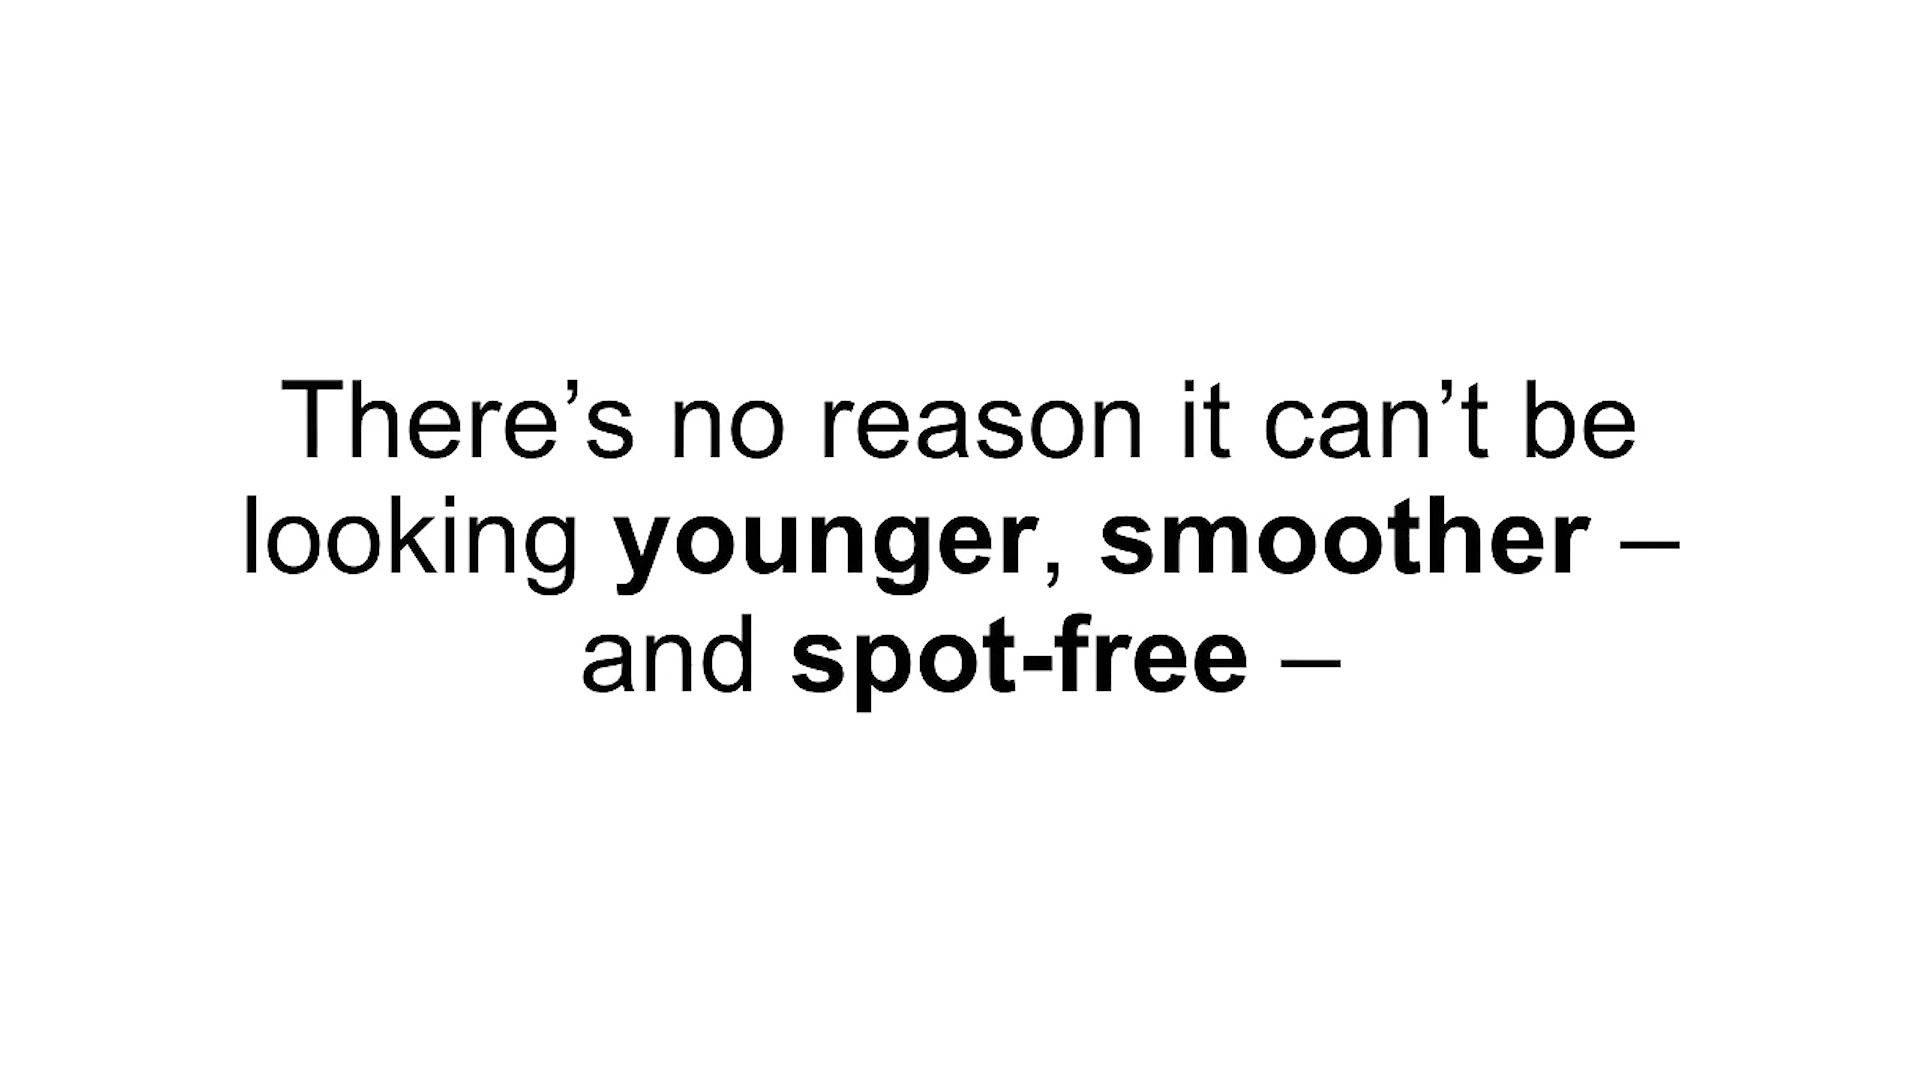 There’s no reason it can’t be
looking younger, smoother –
and spot-free –